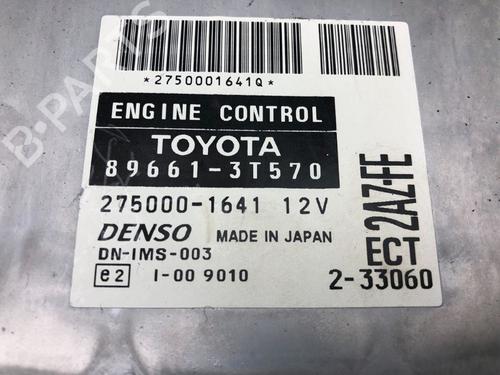 *2750001641Q*
ENGINE CONTROL
TOYOTA
89661-3T570
275000-1641 12V
DENSO MADE IN JAPAN
DN-IMS-003
e2 I-00 9010
2AZ-FE
ECT
2-33060
B-PARTS